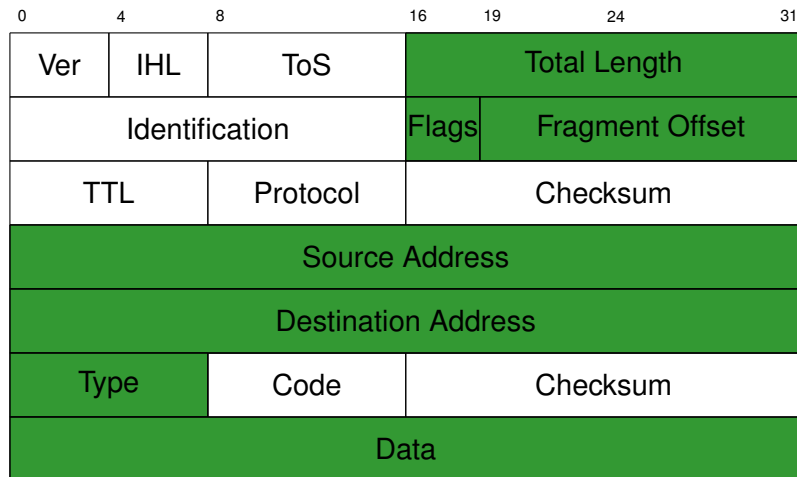 0 4 8 16 19 24 31
Ver IHL ToS Total Length
Identification Flags Fragment Offset
TTL Protocol Checksum
Source Address
Destination Address
Type Code Checksum
Data